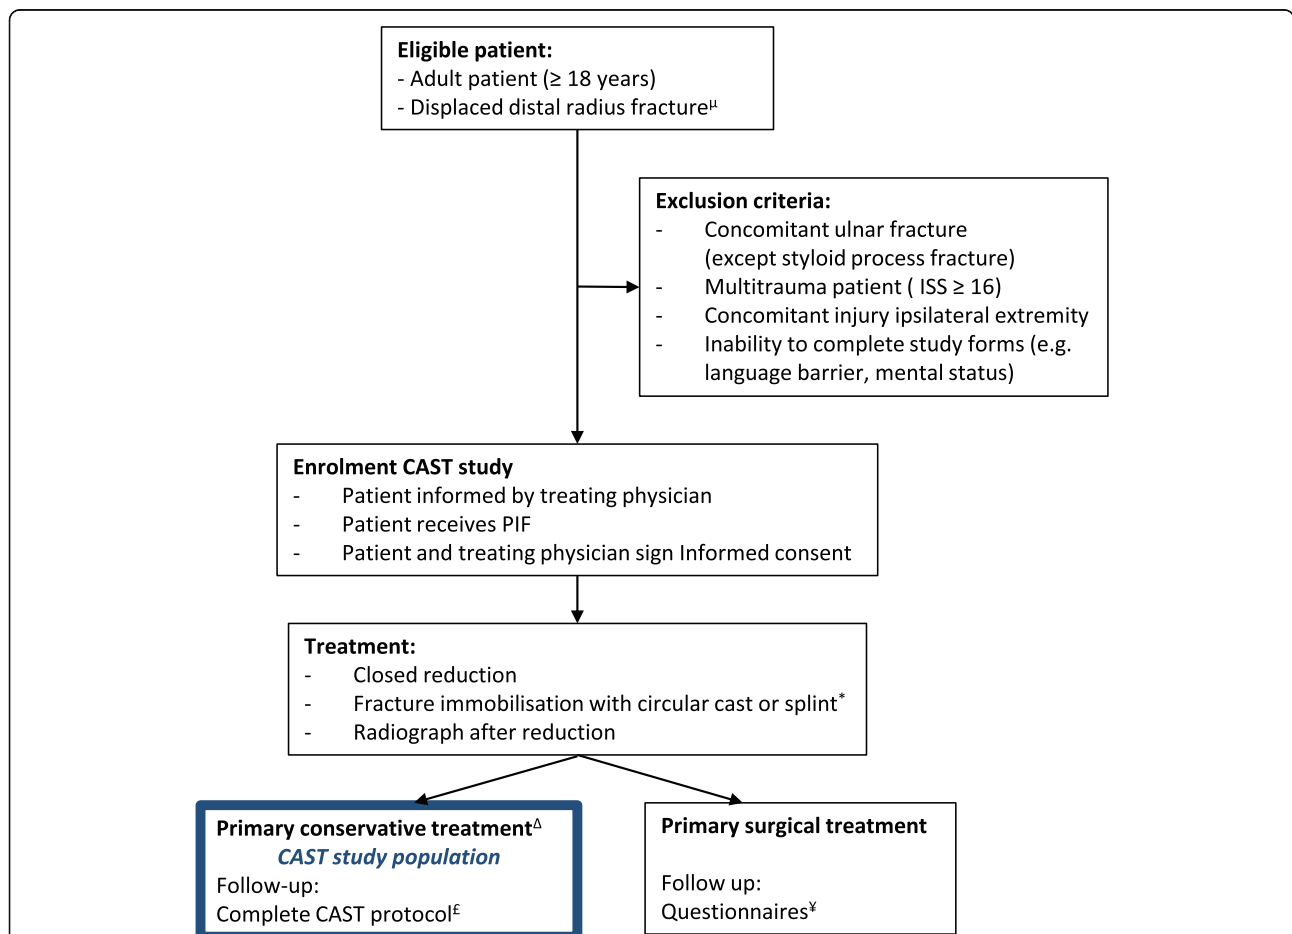 Eligible patient:
- Adult patient (≥ 18 years)
- Displaced distal radius fractureµ
Exclusion criteria:
- Concomitant ulnar fracture
(except styloid process fracture)
- Multitrauma patient ( ISS ≥ 16)
- Concomitant injury ipsilateral extremity
- Inability to complete study forms (e.g.
language barrier, mental status)
Enrolment CAST study
- Patient informed by treating physician
- Patient receives PIF
- Patient and treating physician sign Informed consent
Treatment:
- Closed reduction
- Fracture immobilisation with circular cast or splint*
- Radiograph after reduction
Primary conservative treatmentΔ
CAST study population
Follow-up:
Complete CAST protocol£
Primary surgical treatment
Follow up:
Questionnaires¥